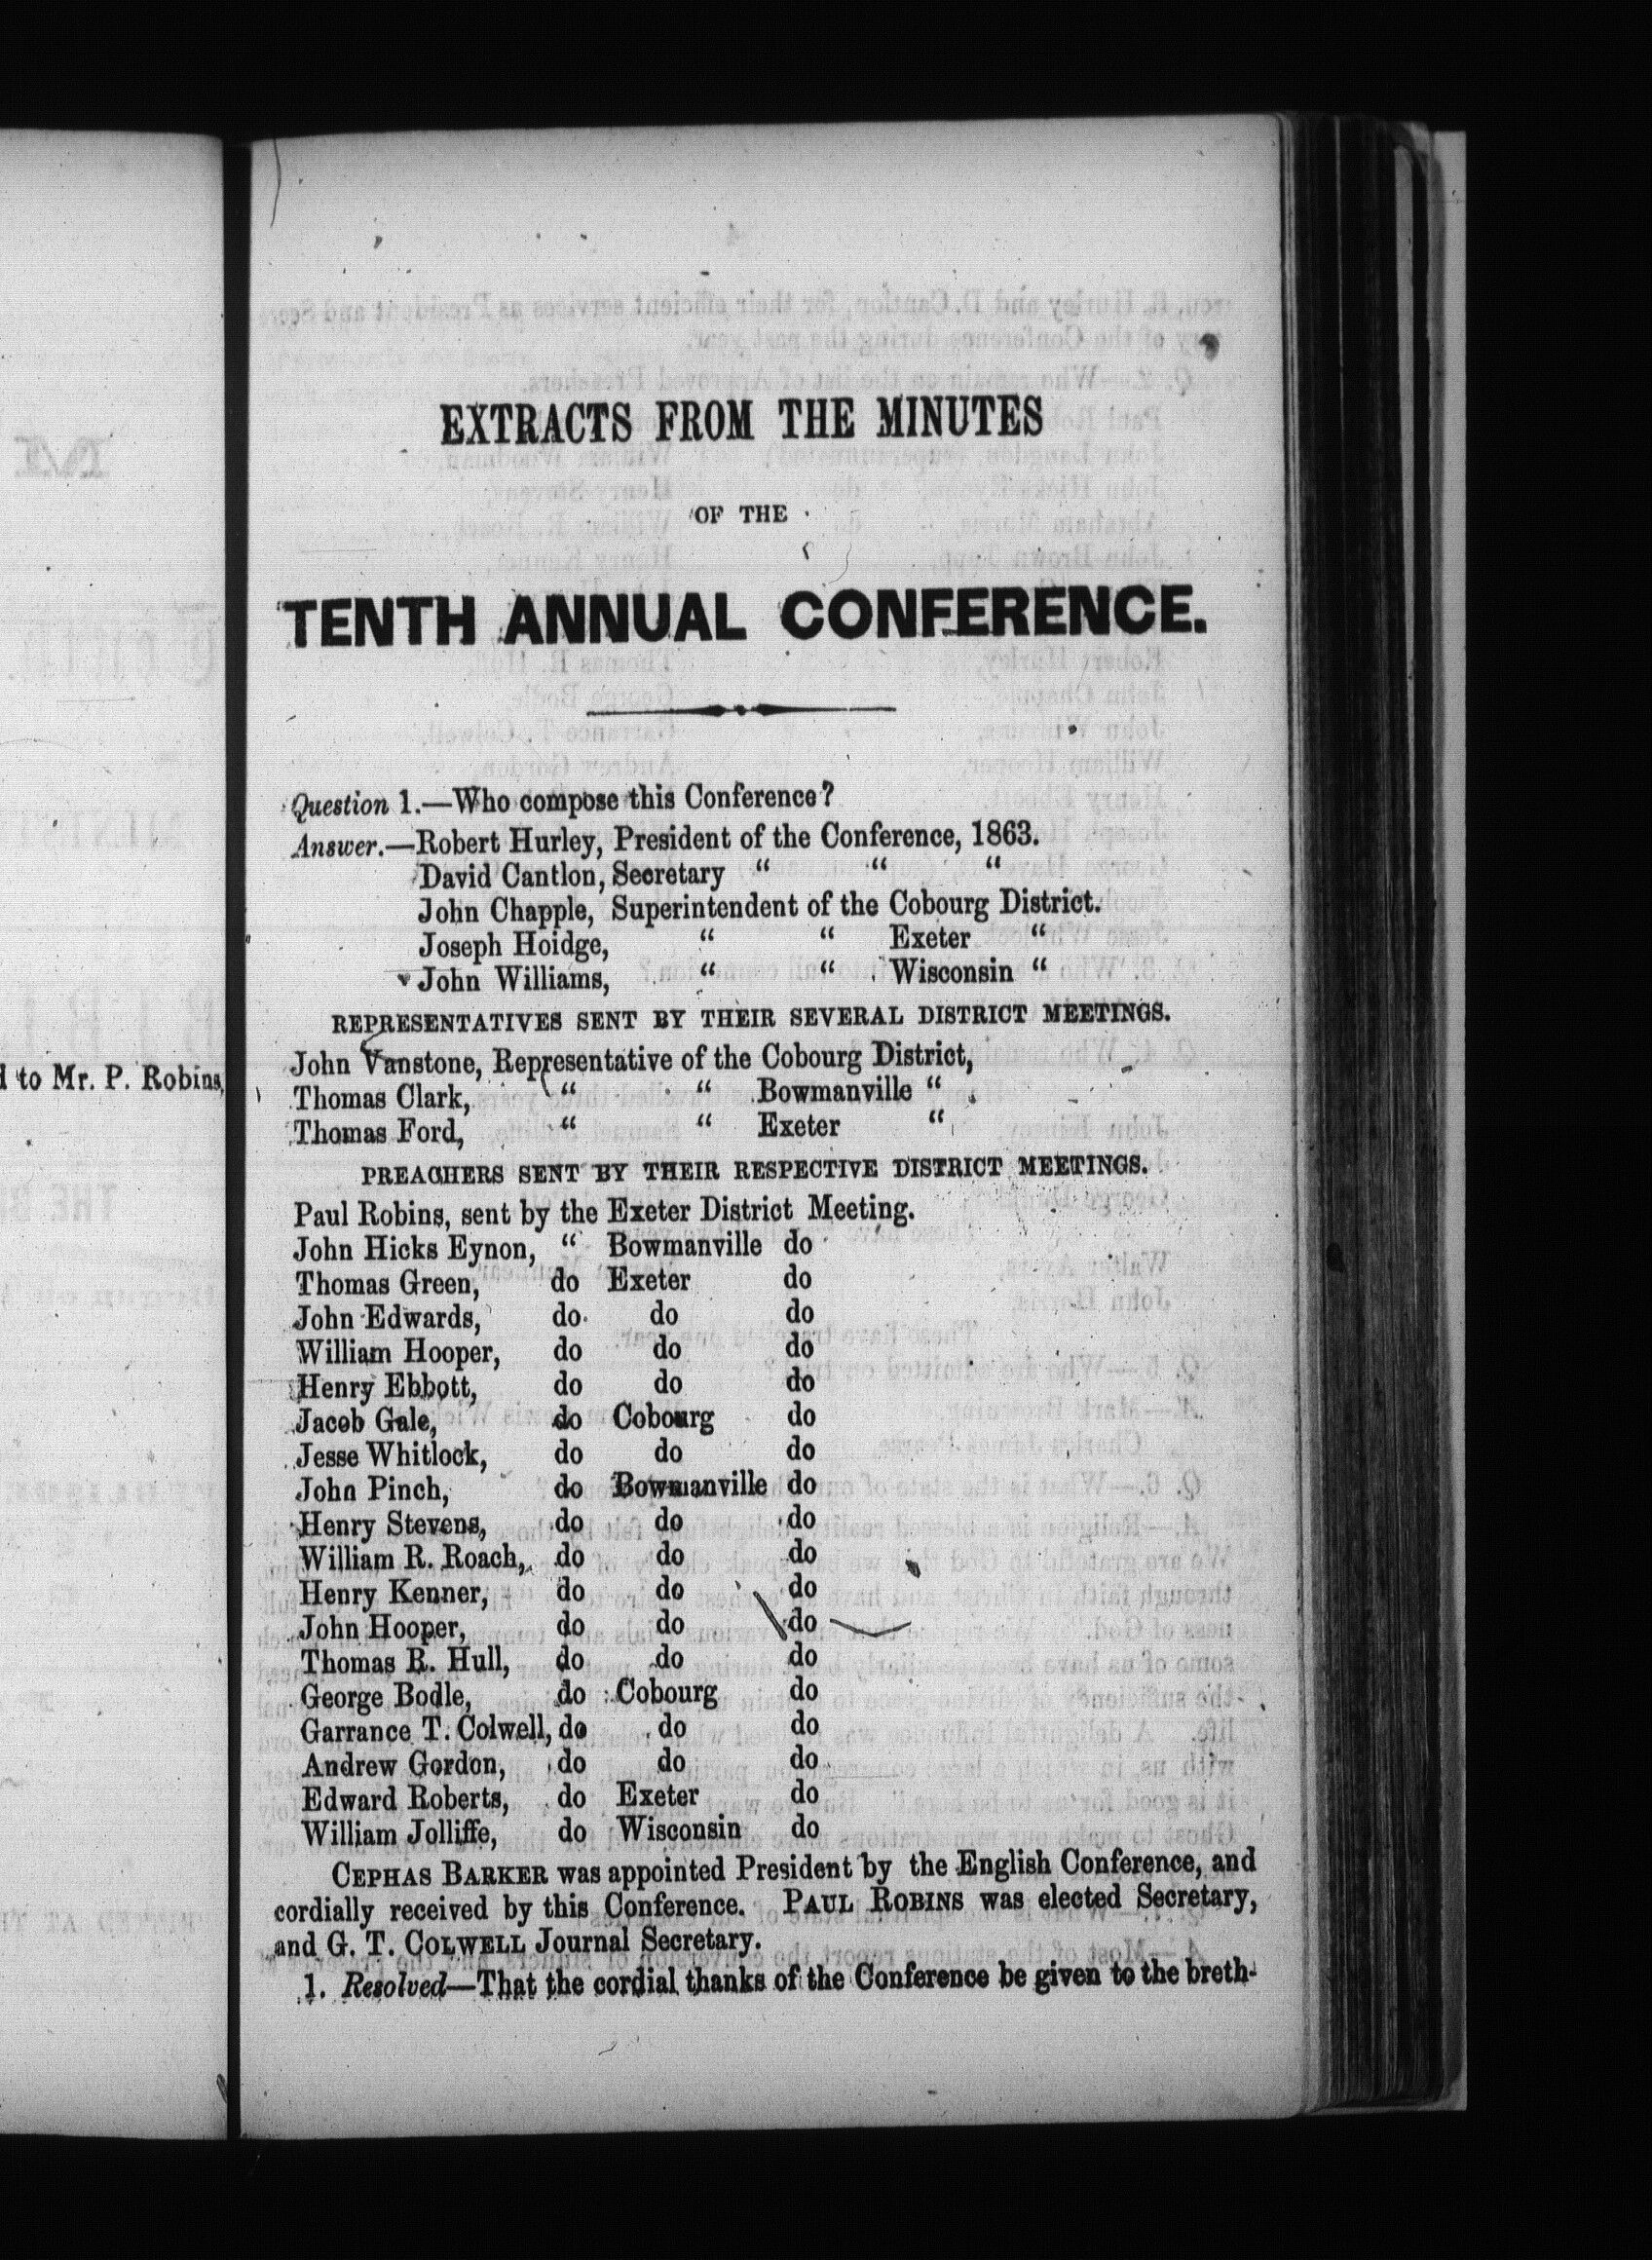 EXTRACTS FROM THE MINUTES
OF THE
TENTH ANNUAL CONFERENCE.
Question 1.—Who compose this Conference?
Answer.—Robert Hurley, President of the Conference, 1863.
David Cantlon, Secretary “ “ “
John Chapple, Superintendent of the Cobourg District.
Joseph Hoidge, “ “ Exeter “
John Williams, “ “ Wisconsin “
REPRESENTATIVES SENT BY THEIR SEVERAL DISTRICT MEETINGS.
John Vanstone, Representative of the Cobourg District,
Thomas Clark, “ “ Bowmanville “
Thomas Ford, “ “ Exeter “
PREACHERS SENT BY THEIR RESPECTIVE DISTRICT MEETINGS.
Paul Robins, sent by the Exeter District Meeting.
John Hicks Eynon, “ Bowmanville do
Thomas Green, do Exeter do
John Edwards, do do do
William Hooper, do do do
Henry Ebbott, do do do
Jacob Gale, do Cobourg do
Jesse Whitlock, do do do
John Pinch, do Bowmanville do
Henry Stevens, do do do
William R. Roach, do do do
Henry Kenner, do do do
John Hooper, do do do
Thomas R. Hull, do do do
George Bodle, do Cobourg do
Garrance T. Colwell, do do do
Andrew Gordon, do do do
Edward Roberts, do Exeter do
William Jolliffe, do Wisconsin do
CEPHAS BARKER was appointed President by the English Conference, and
cordially received by this Conference. PAUL ROBINS was elected Secretary,
and G. T. COLWELL Journal Secretary.
1. Resolved—That the cordial thanks of the Conference be given to the breth-
to Mr. P. Robins,